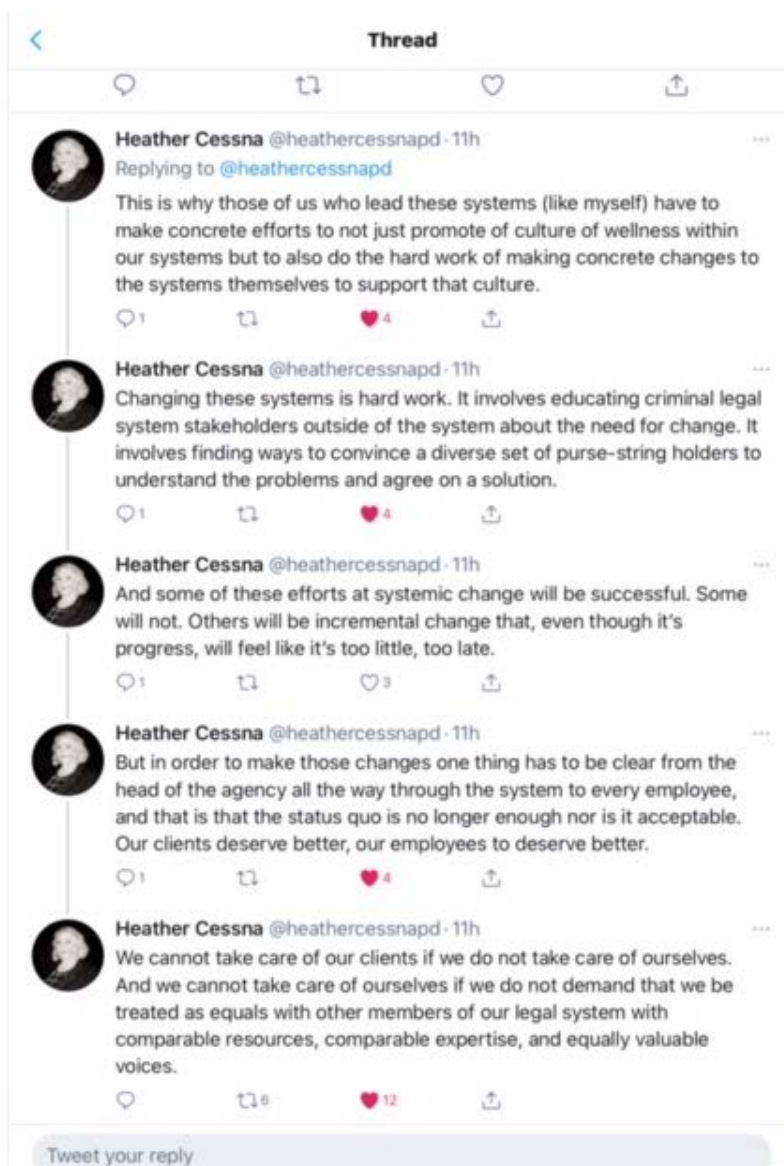 Thread
Heather Cessna @heathercessnapd · 11h
Replying to @heathercessnapd
This is why those of us who lead these systems (like myself) have to
make concrete efforts to not just promote of culture of wellness within
our systems but to also do the hard work of making concrete changes to
the systems themselves to support that culture.
1 4
Heather Cessna @heathercessnapd · 11h
Changing these systems is hard work. It involves educating criminal legal
system stakeholders outside of the system about the need for change. It
involves finding ways to convince a diverse set of purse-string holders to
understand the problems and agree on a solution.
1 4
Heather Cessna @heathercessnapd · 11h
And some of these efforts at systemic change will be successful. Some
will not. Others will be incremental change that, even though it's
progress, will feel like it's too little, too late.
1 3
Heather Cessna @heathercessnapd · 11h
But in order to make those changes one thing has to be clear from the
head of the agency all the way through the system to every employee,
and that is that the status quo is no longer enough nor is it acceptable.
Our clients deserve better, our employees to deserve better.
1 4
Heather Cessna @heathercessnapd · 11h
We cannot take care of our clients if we do not take care of ourselves.
And we cannot take care of ourselves if we do not demand that we be
treated as equals with other members of our legal system with
comparable resources, comparable expertise, and equally valuable
voices.
6 12
Tweet your reply